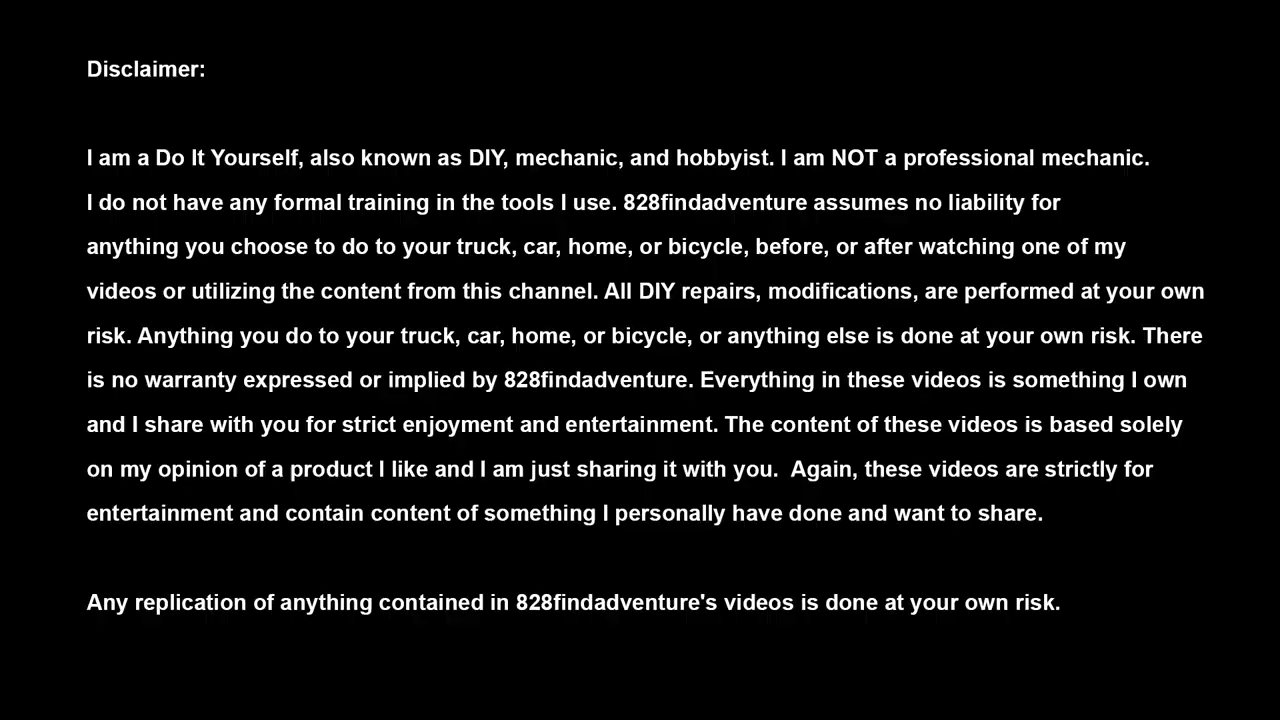 Disclaimer:
I am a Do It Yourself, also known as DIY, mechanic, and hobbyist. I am NOT a professional mechanic.
I do not have any formal training in the tools I use. 828findadventure assumes no liability for
anything you choose to do to your truck, car, home, or bicycle, before, or after watching one of my
videos or utilizing the content from this channel. All DIY repairs, modifications, are performed at your own
risk. Anything you do to your truck, car, home, or bicycle, or anything else is done at your own risk. There
is no warranty expressed or implied by 828findadventure. Everything in these videos is something I own
and I share with you for strict enjoyment and entertainment. The content of these videos is based solely
on my opinion of a product I like and I am just sharing it with you.  Again, these videos are strictly for
entertainment and contain content of something I personally have done and want to share.
Any replication of anything contained in 828findadventure's videos is done at your own risk.